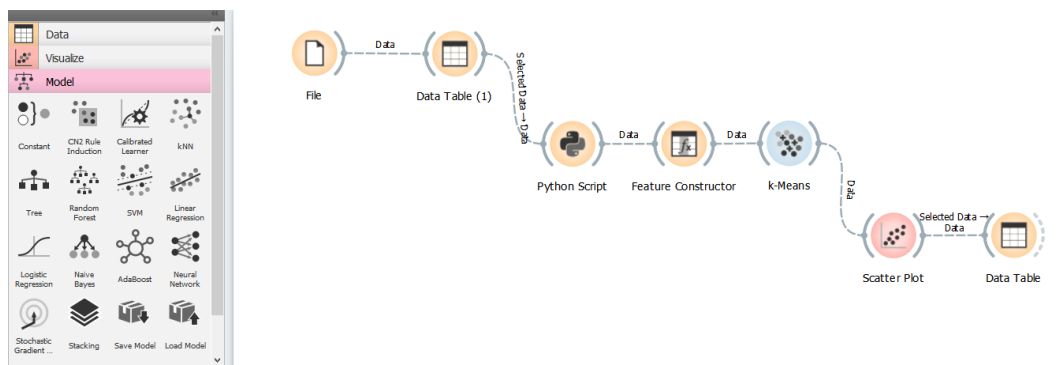 Data
Visualize
Model
Constant
CN2 Rule
Induction
Calibrated
Learner
kNN
Tree
Random
Forest
SVM
Linear
Regression
Logistic
Regression
Naive
Bayes
AdaBoost
Neural
Network
Stochastic
Gradient ...
Stacking
Save Model
Load Model
File
Data
Data Table (1)
Selected Data → Data
Python Script
Data
Feature Constructor
Data
k-Means
Data
Scatter Plot
Selected Data →
Data
Data Table